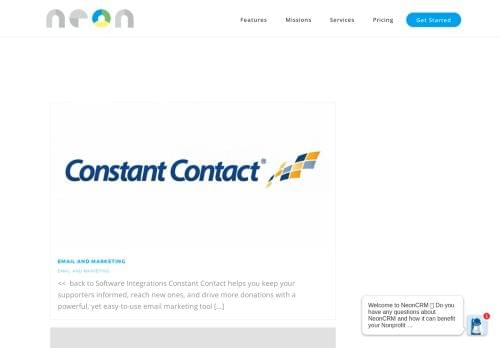 neon
Features Missions Services Pricing Get Started
Constant Contact®
EMAIL AND MARKETING
EMAIL AND MARKETING
<< back to Software Integrations Constant Contact helps you keep your
supporters informed, reach new ones, and drive more donations with a
powerful, yet easy-to-use email marketing tool [...]
Welcome to NeonCRM Do you
have any questions about
NeonCRM and how it can benefit
your Nonprofit ...
1